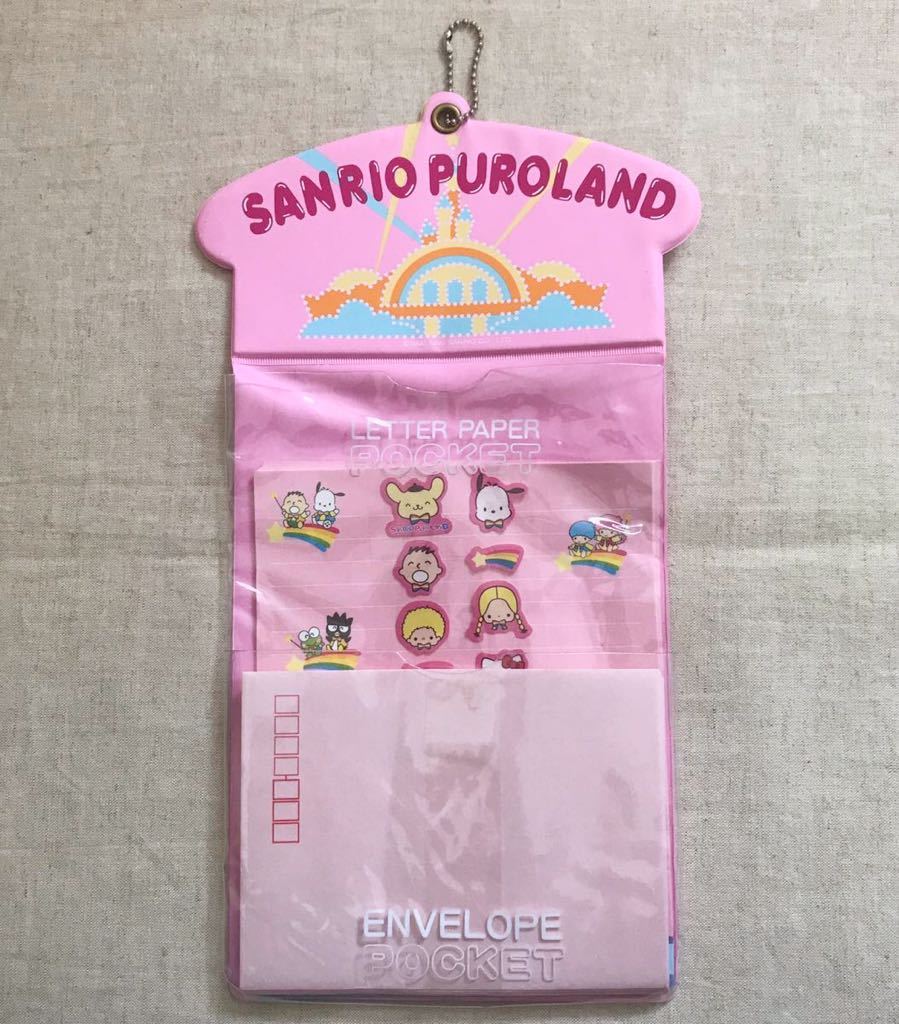 SANRIO PUROLAND
LETTER PAPER
POCKET
ENVELOPE
POCKET